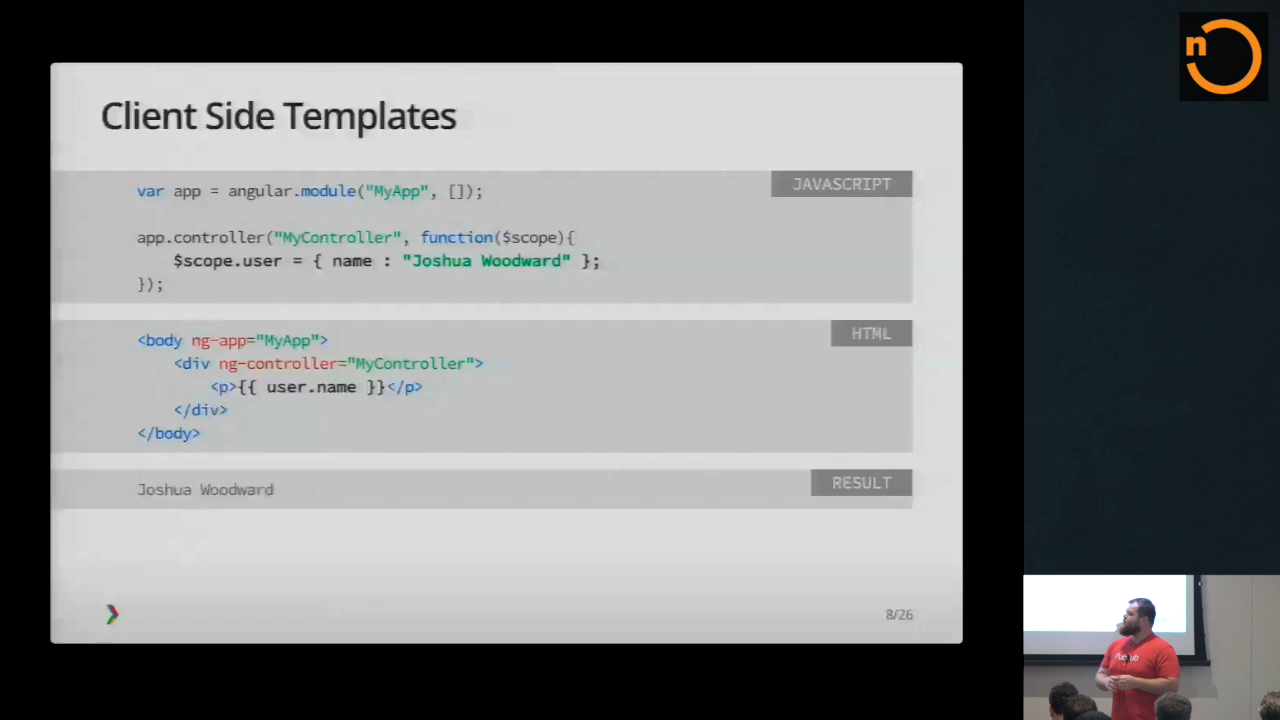 Client Side Templates
JAVASCRIPT
var app = angular.module("MyApp", []);
app.controller("MyController", function($scope){
$scope.user = { name : "Joshua Woodward" };
});
HTML
<body ng-app="MyApp">
<div ng-controller="MyController">
<p>{{ user.name }}</p>
</div>
</body>
RESULT
Joshua Woodward
8/26
n
PubNub